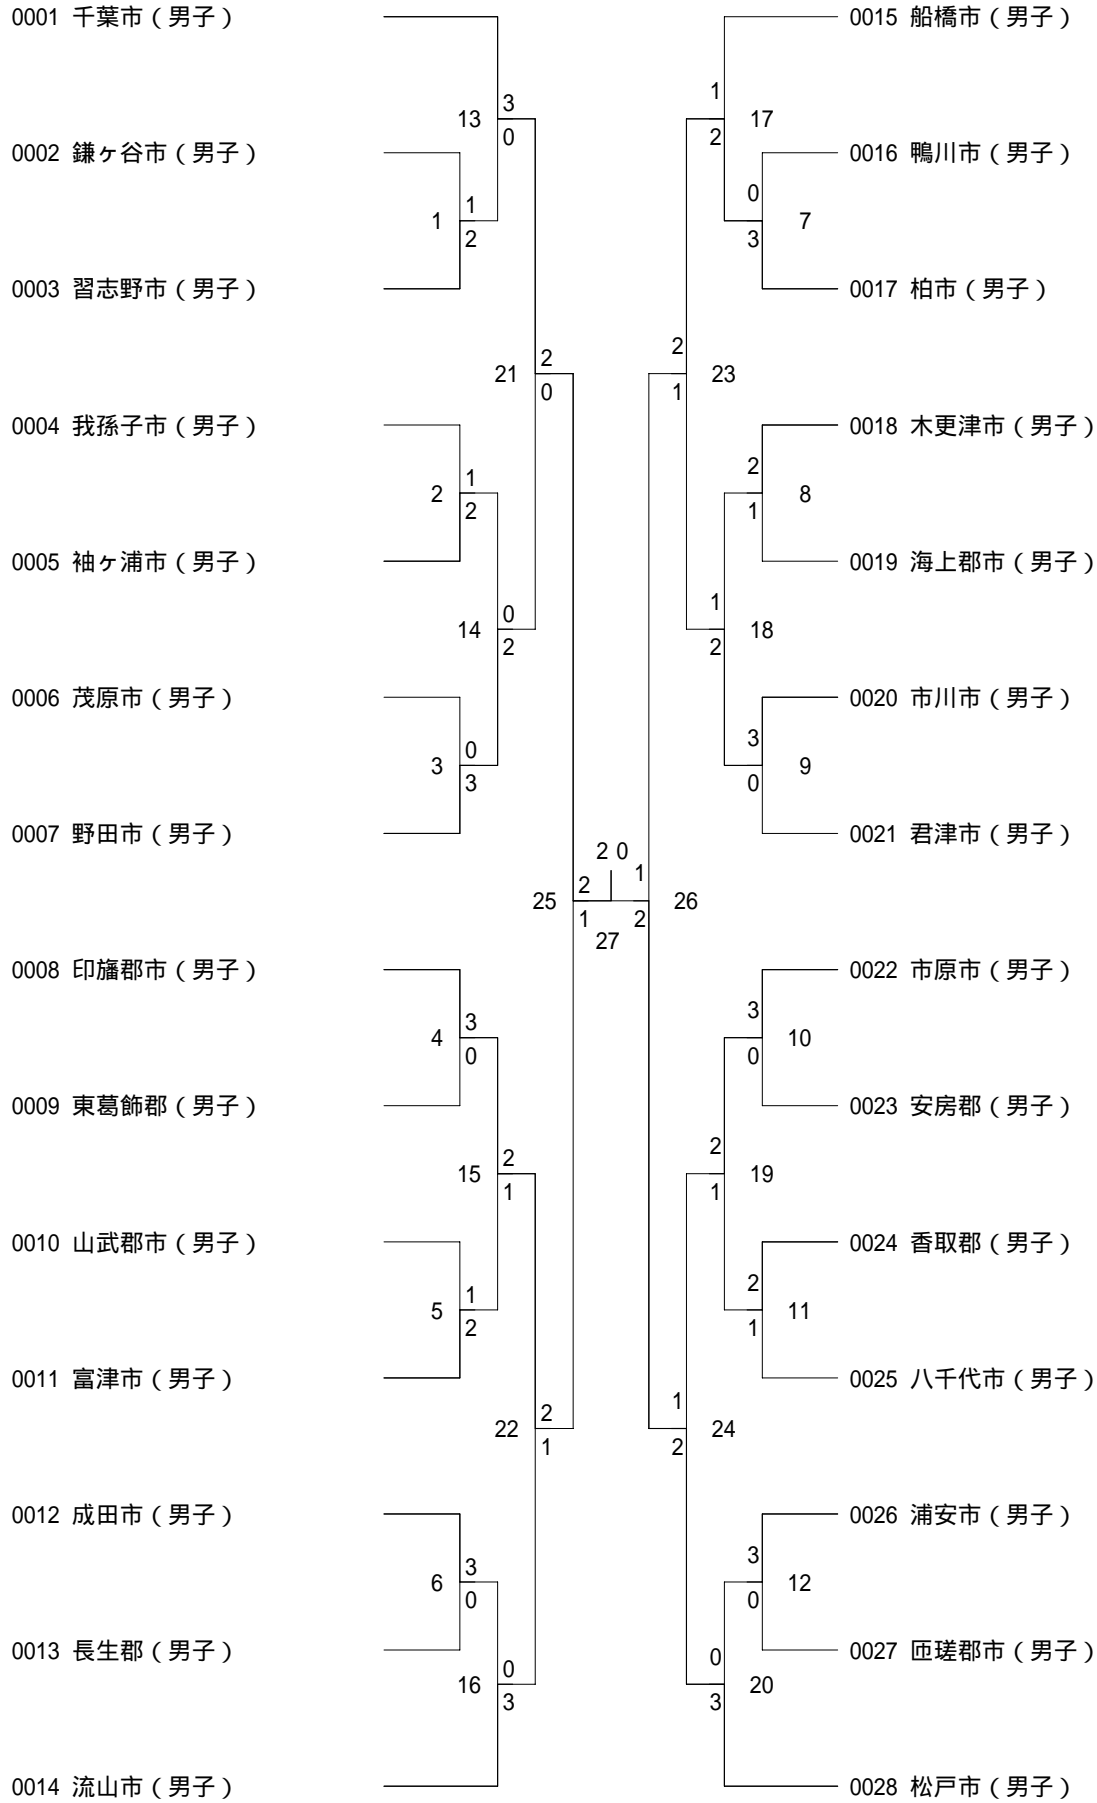 0001 千葉市（男子）
0015 船橋市（男子）
1
3
13
17
0
2
0002 鎌ヶ谷市（男子）
0016 鴨川市（男子）
0
1
1
7
2
3
0003 習志野市（男子）
0017 柏市（男子）
2
2
21
23
0
1
0004 我孫子市（男子）
0018 木更津市（男子）
2
1
2
8
2
1
0005 袖ヶ浦市（男子）
0019 海上郡市（男子）
0
1
14
18
2
2
0006 茂原市（男子）
0020 市川市（男子）
0
3
3
9
3
0
0007 野田市（男子）
0021 君津市（男子）
2 0
2
1
25
26
1
2
27
0008 印旛郡市（男子）
0022 市原市（男子）
3
3
4
10
0
0
0009 東葛飾郡（男子）
0023 安房郡（男子）
2
2
15
19
1
1
0010 山武郡市（男子）
0024 香取郡（男子）
1
2
5
11
2
1
0011 富津市（男子）
0025 八千代市（男子）
2
1
22
24
1
2
0012 成田市（男子）
0026 浦安市（男子）
3
3
6
12
0
0
0013 長生郡（男子）
0027 匝瑳郡市（男子）
0
0
16
20
3
3
0014 流山市（男子）
0028 松戸市（男子）